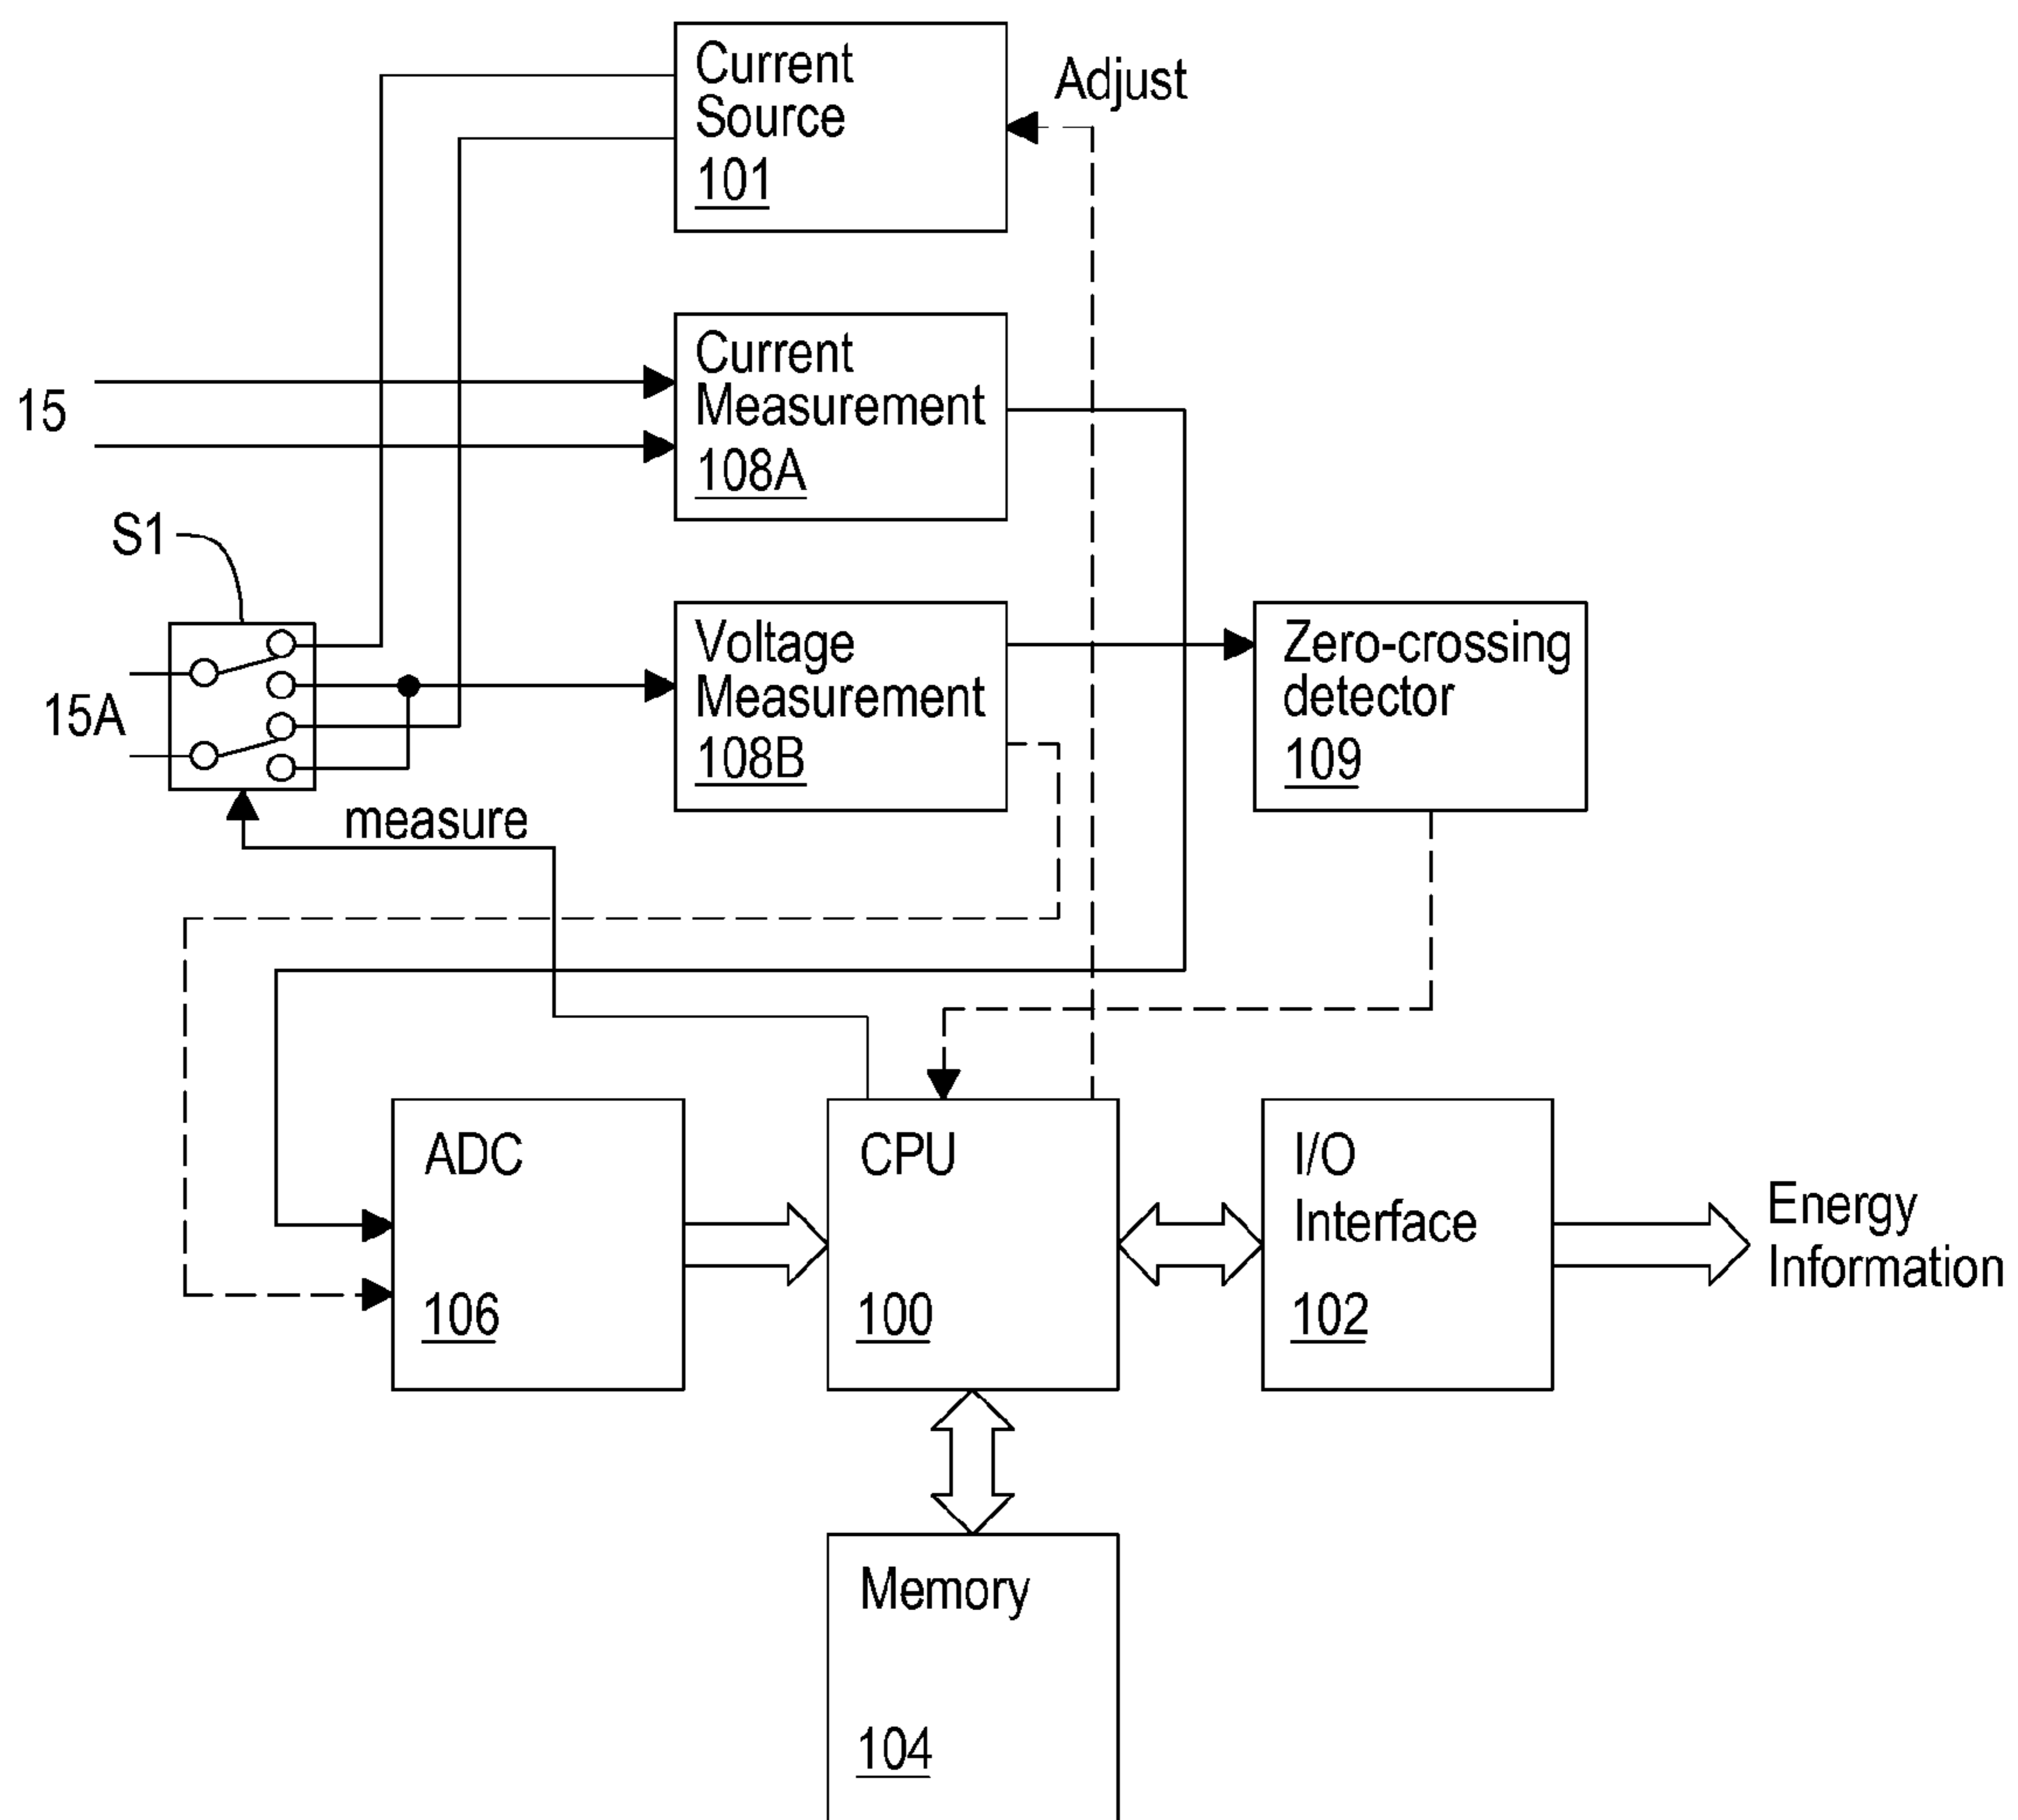 Current
Source
101
Adjust
Current
Measurement
108A
15
S1
Voltage
Measurement
108B
Zero-crossing
detector
109
15A
measure
ADC
106
CPU
100
I/O
Interface
102
Energy
Information
Memory
104